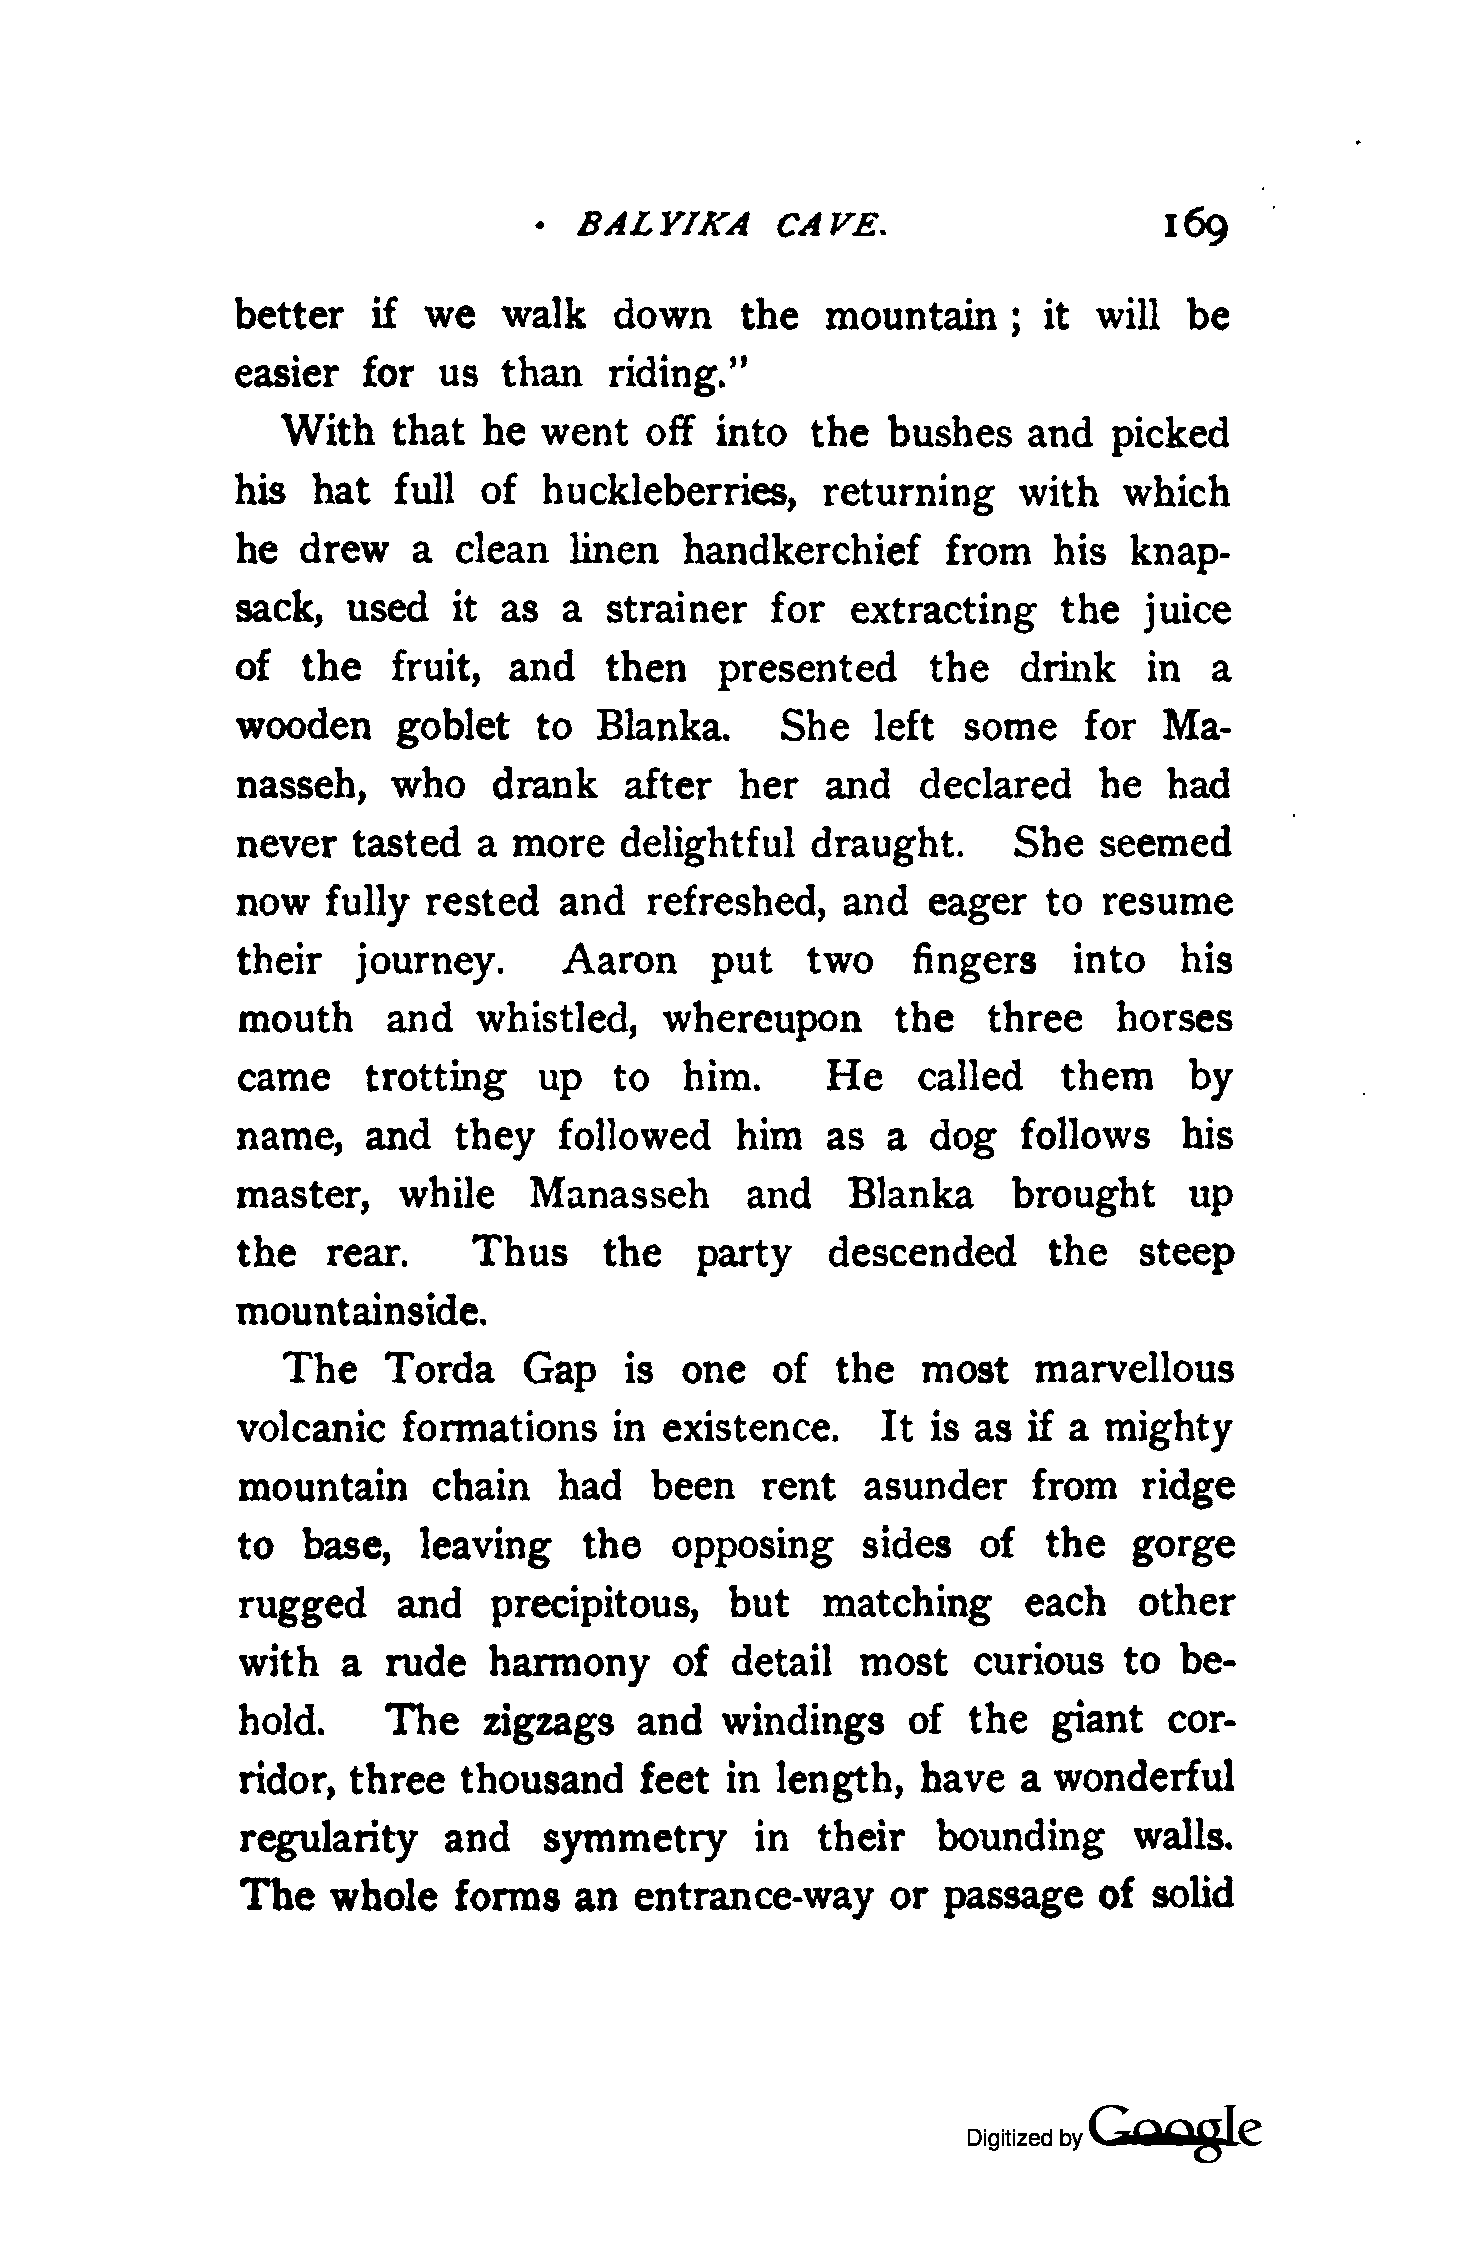 BALYIKA CAVE. 169
better if we walk down the mountain ; it will be
easier for us than riding."
With that he went off into the bushes and picked
his hat full of huckleberries, returning with which
he drew a clean linen handkerchief from his knap-
sack, used it as a strainer for extracting the juice
of the fruit, and then presented the drink in a
wooden goblet to Blanka. She left some for Ma-
nasseh, who drank after her and declared he had
never tasted a more delightful draught. She seemed
now fully rested and refreshed, and eager to resume
their journey. Aaron put two fingers into his
mouth and whistled, whereupon the three horses
came trotting up to him. He called them by
name, and they followed him as a dog follows his
master, while Manasseh and Blanka brought up
the rear. Thus the party descended the steep
mountainside.
The Torda Gap is one of the most marvellous
volcanic formations in existence. It is as if a mighty
mountain chain had been rent asunder from ridge
to base, leaving the opposing sides of the gorge
rugged and precipitous, but matching each other
with a rude harmony of detail most curious to be-
hold. The zigzags and windings of the giant cor-
ridor, three thousand feet in length, have a wonderful
regularity and symmetry in their bounding walls.
The whole forms an entrance-way or passage of solid
Digitized by Google